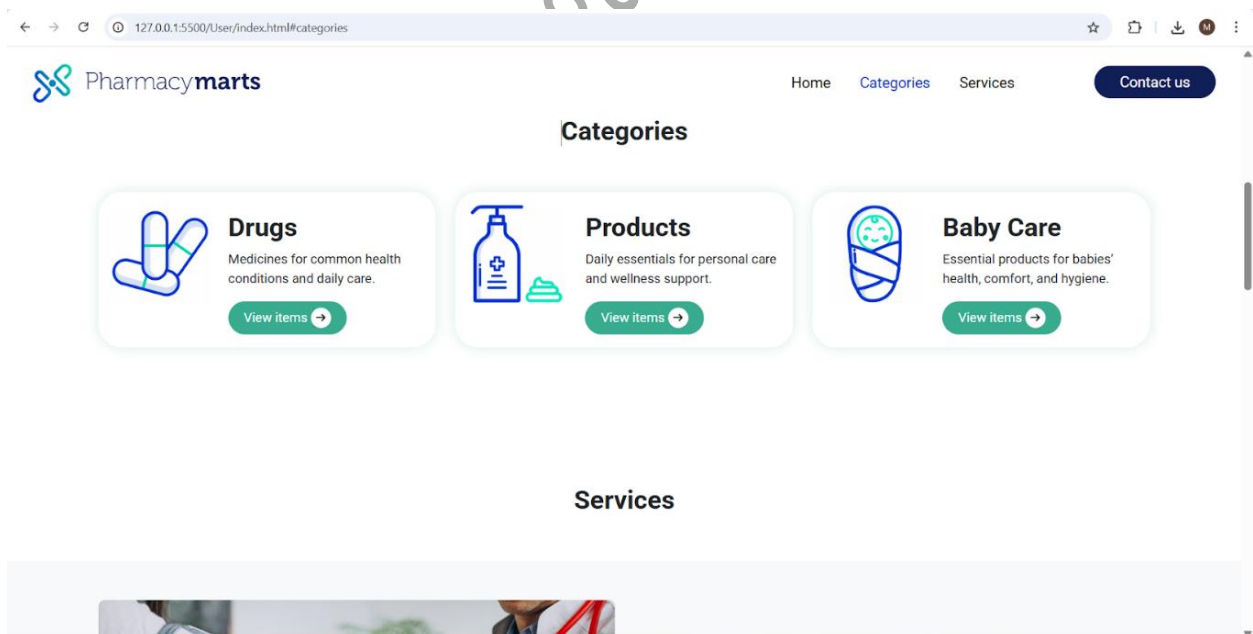 127.0.0.1:5500/User/index.html#categories
M
Pharmacymarts
Home Categories Services Contact us
Categories
Drugs
Medicines for common health
conditions and daily care.
View items
Products
Daily essentials for personal care
and wellness support.
View items
Baby Care
Essential products for babies'
health, comfort, and hygiene.
View items
Services